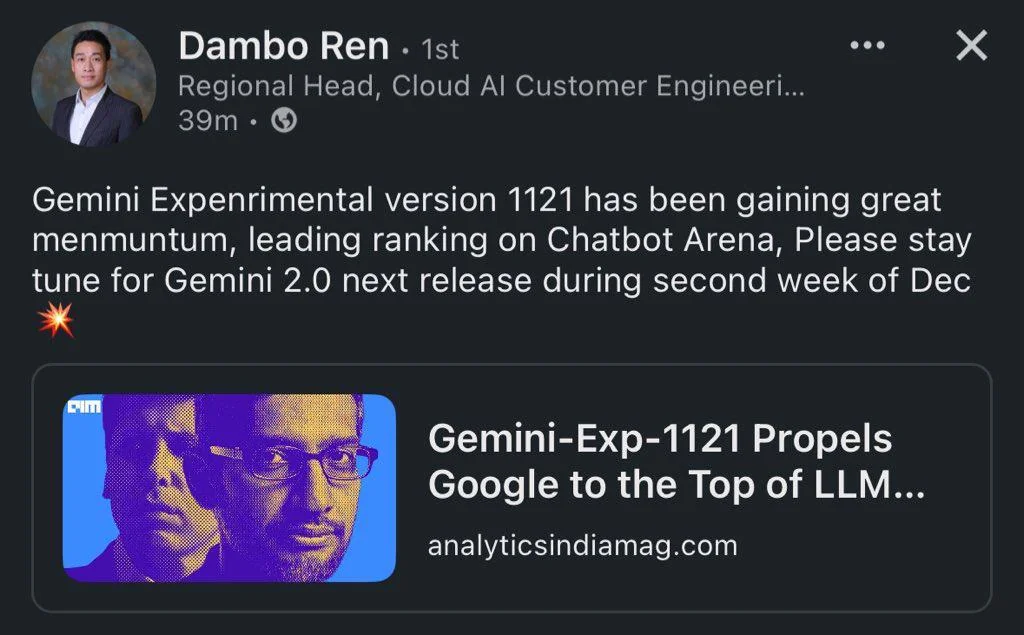 Dambo Ren • 1st
Regional Head, Cloud AI Customer Engineeri...
39m •
Gemini Expenrimental version 1121 has been gaining great
menmuntum, leading ranking on Chatbot Arena, Please stay
tune for Gemini 2.0 next release during second week of Dec
AIM
Gemini-Exp-1121 Propels
Google to the Top of LLM...
analyticsindiamag.com